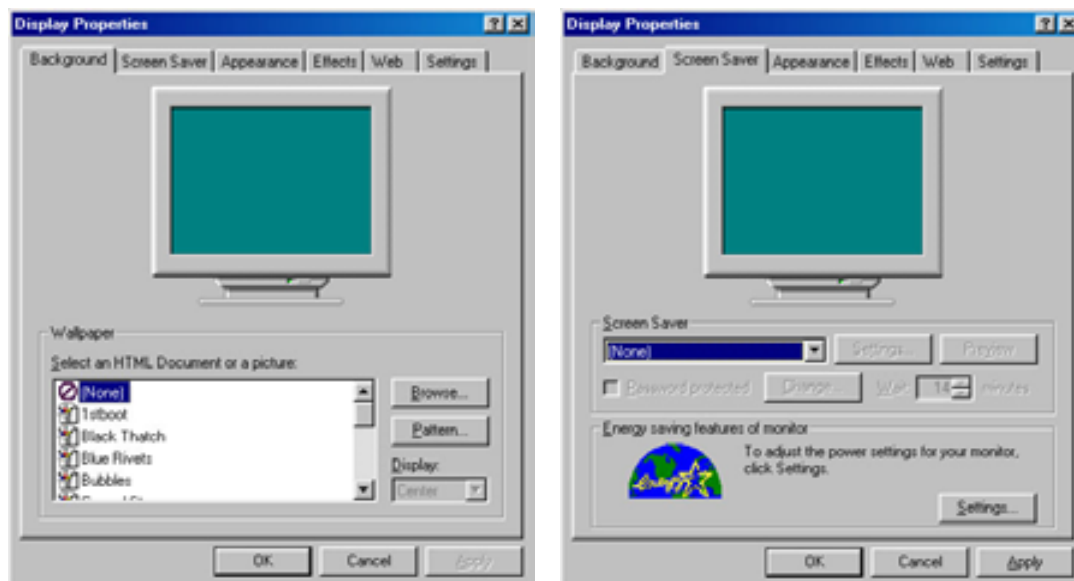 Display Properties
Background Screen Saver Appearance Effects Web Settings
Wallpaper
Select an HTML Document or a picture:
(None)
1stboot
Black Thatch
Blue Rivets
Bubbles
Browse...
Pattern...
Display:
Center
OK Cancel Apply
Display Properties
Background Screen Saver Appearance Effects Web Settings
Screen Saver
(None) Settings... Preview
Password protected Change... Wait: 14 minutes
Energy saving features of monitor
To adjust the power settings for your monitor,
click Settings.
Settings...
OK Cancel Apply